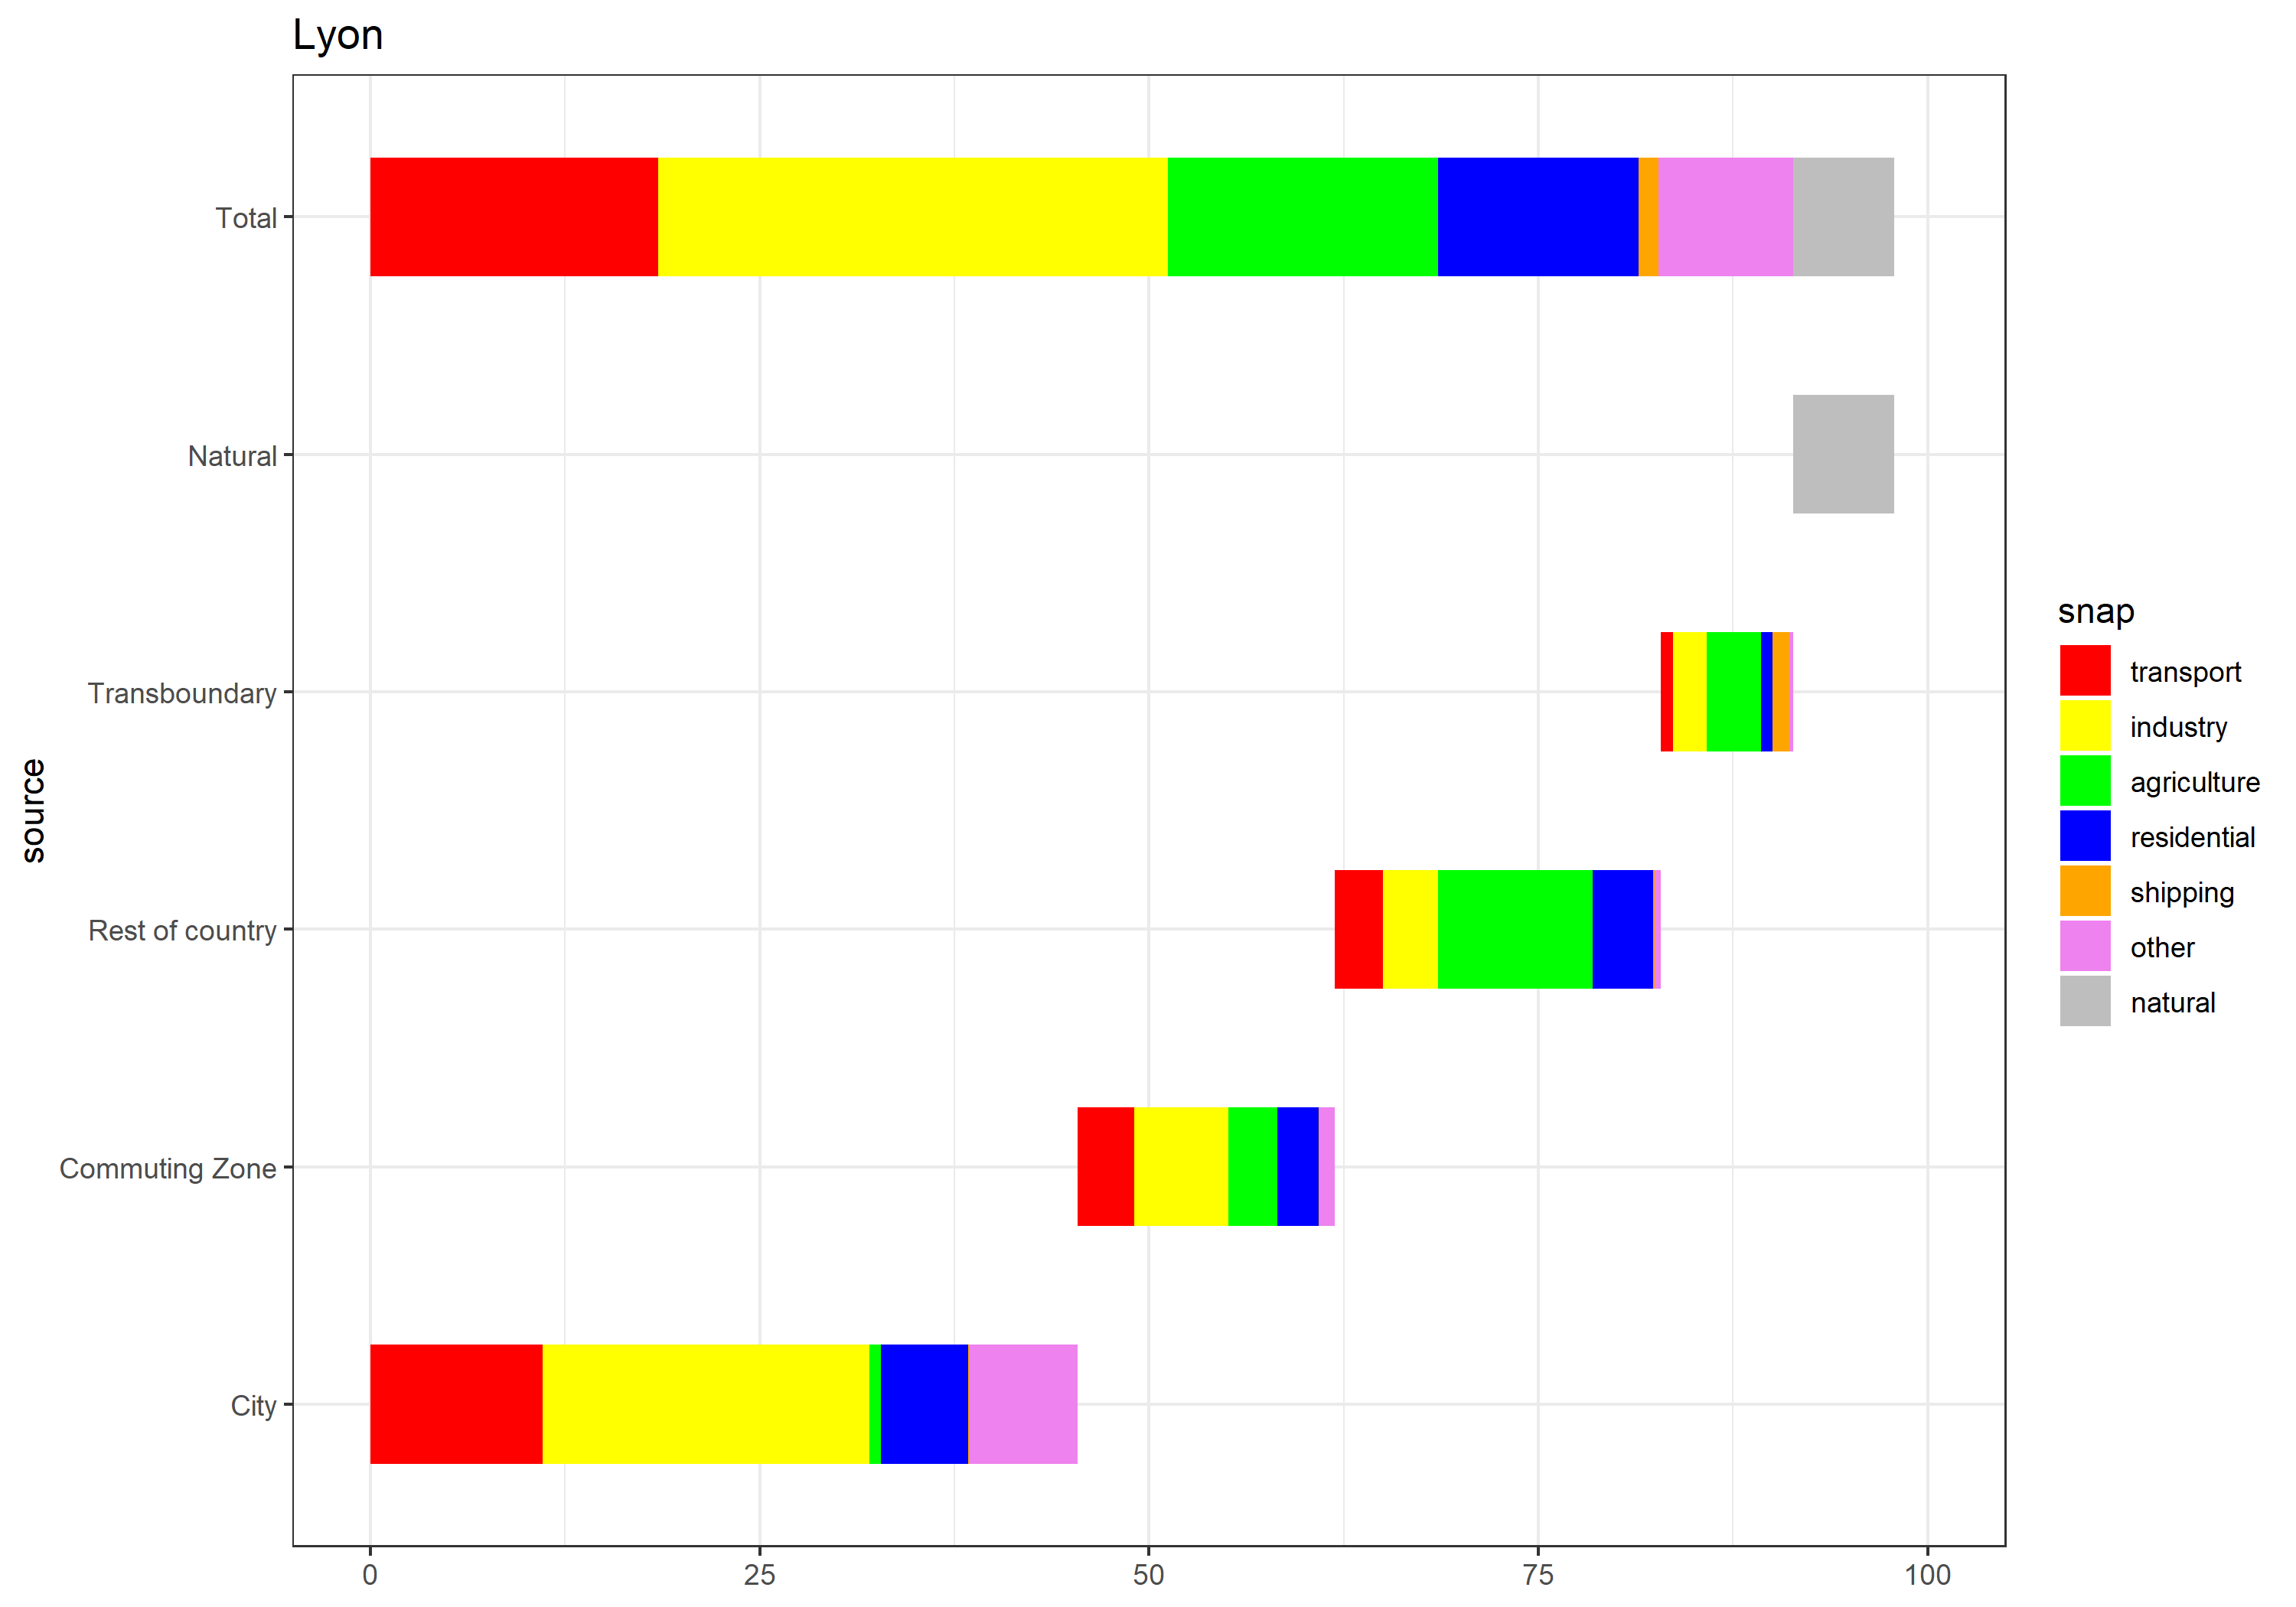 Lyon
source
Total
Natural
Transboundary
Rest of country
Commuting Zone
City
0 25 50 75 100
snap
transport
industry
agriculture
residential
shipping
other
natural